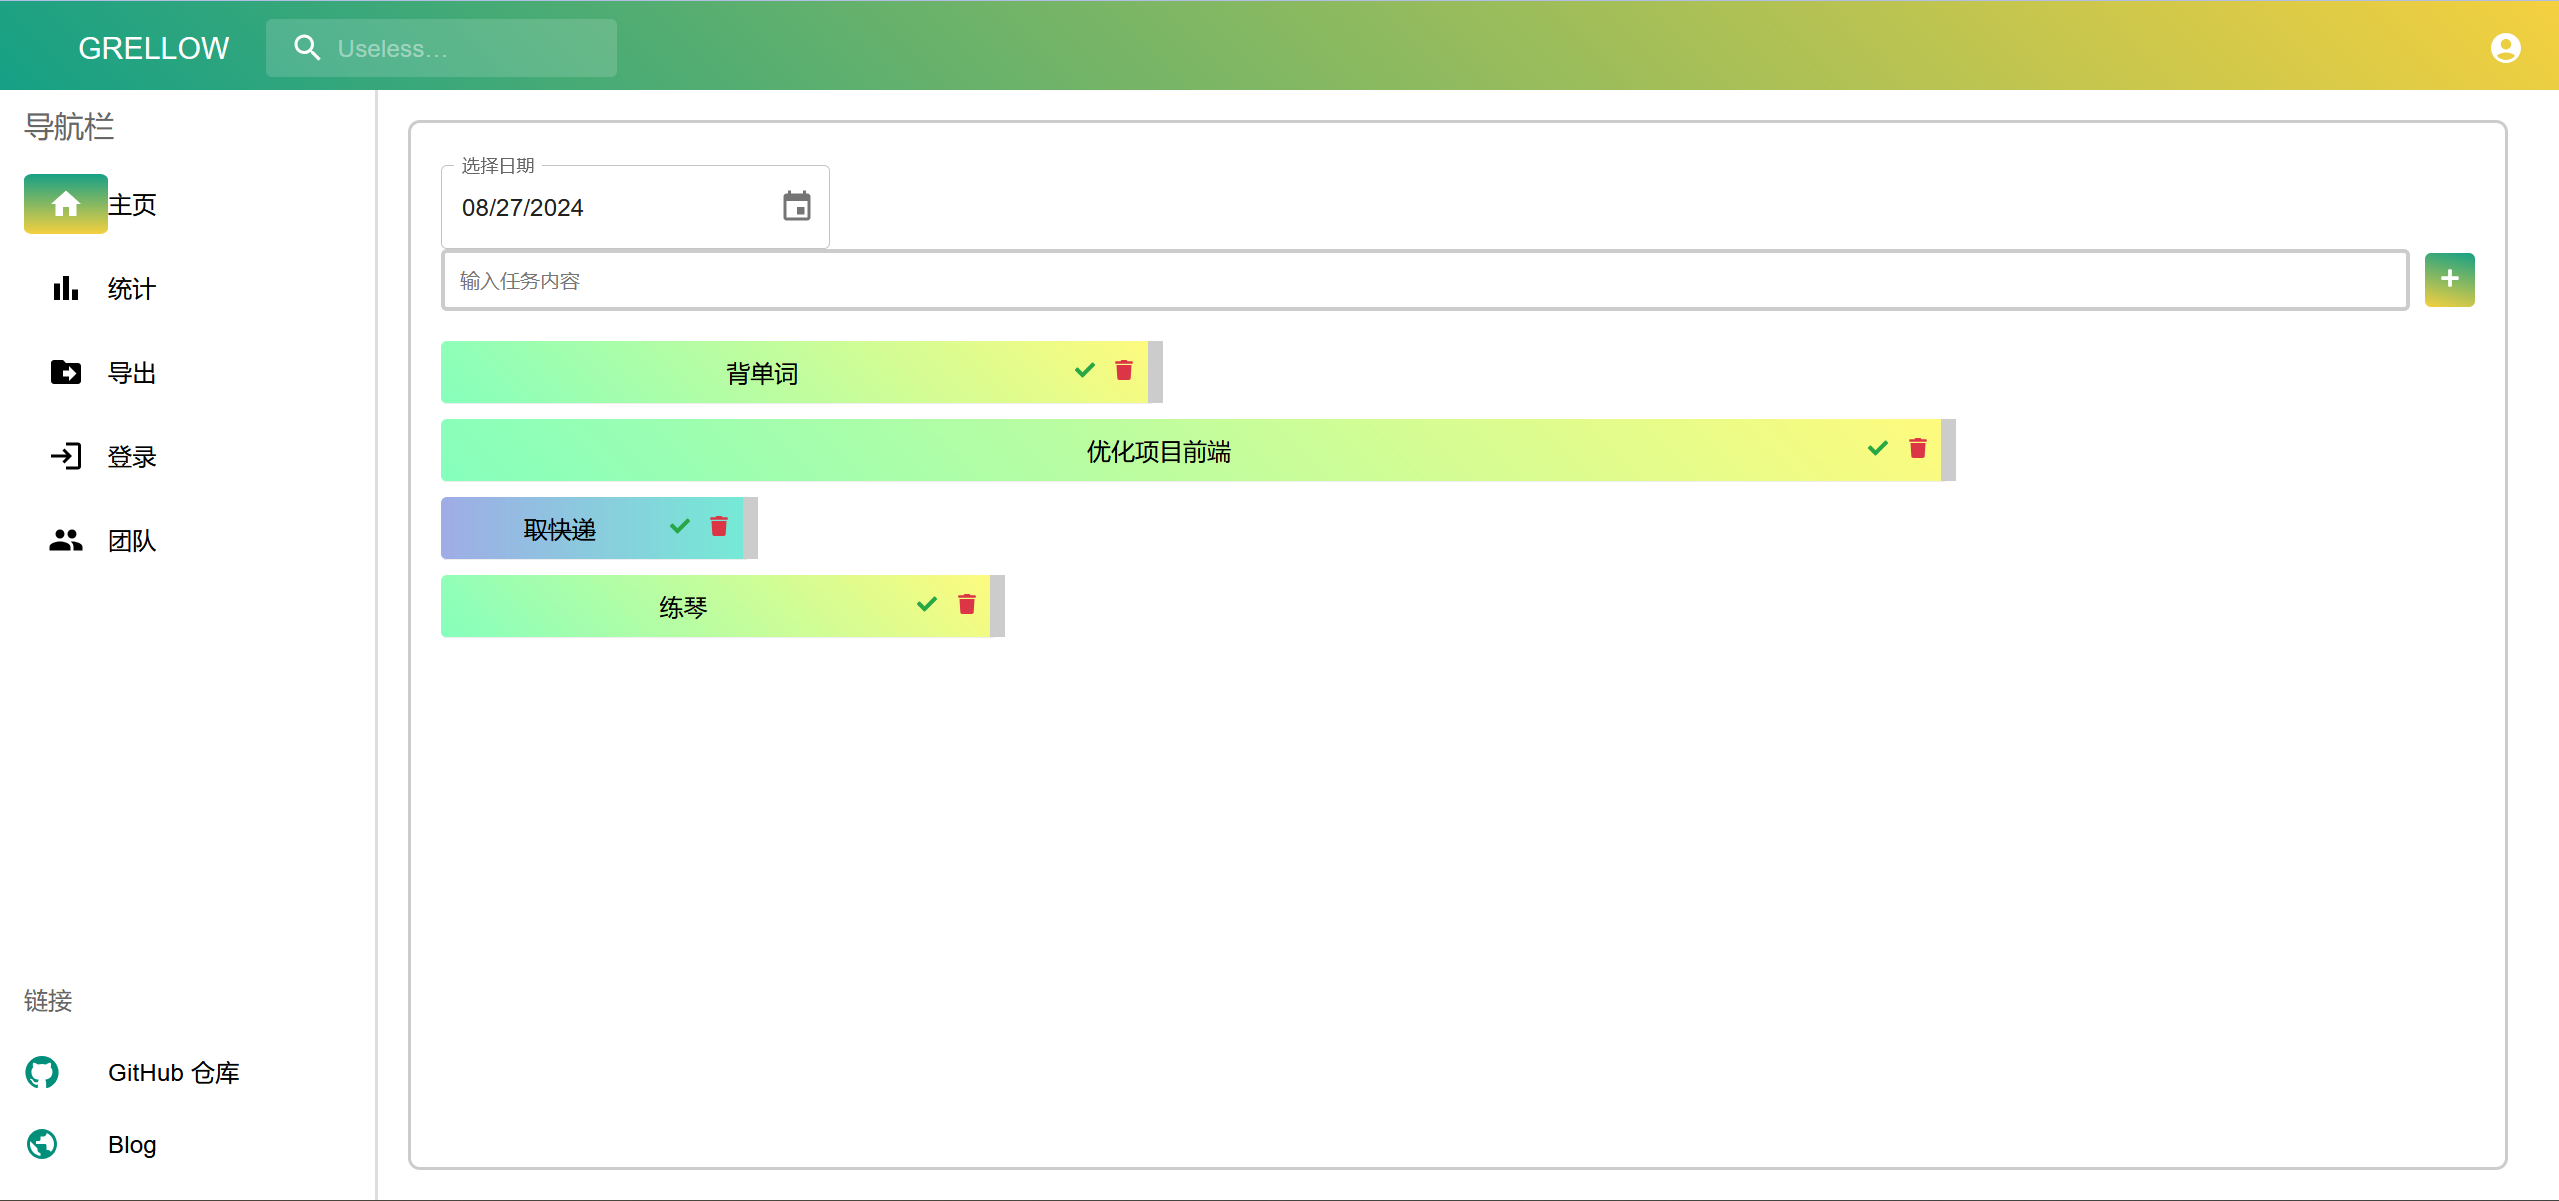 GRELLOW
Useless…
导航栏
主页
统计
导出
登录
团队
链接
GitHub 仓库
Blog
选择日期
08/27/2024
输入任务内容
背单词
优化项目前端
取快递
练琴